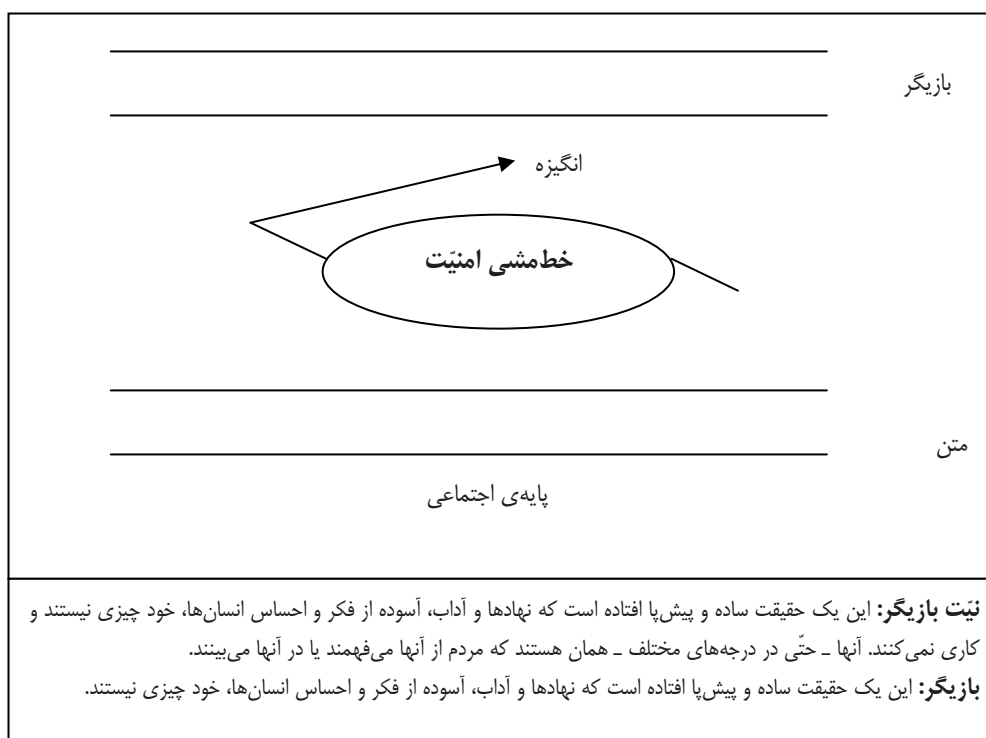 بازیگر
انگیزه
خط‌مشی امنیّت
متن
پایه‌ی اجتماعی
نیّت بازیگر: این یک حقیقت ساده و پیش‌پا افتاده است که نهادها و آداب، آسوده از فکر و احساس انسان‌ها، خود چیزی نیستند و
کاری نمی‌کنند. آنها ـ حتّی در درجه‌های مختلف ـ همان هستند که مردم از آنها می‌فهمند یا در آنها می‌بینند.
بازیگر: این یک حقیقت ساده و پیش‌پا افتاده است که نهادها و آداب، آسوده از فکر و احساس انسان‌ها، خود چیزی نیستند.